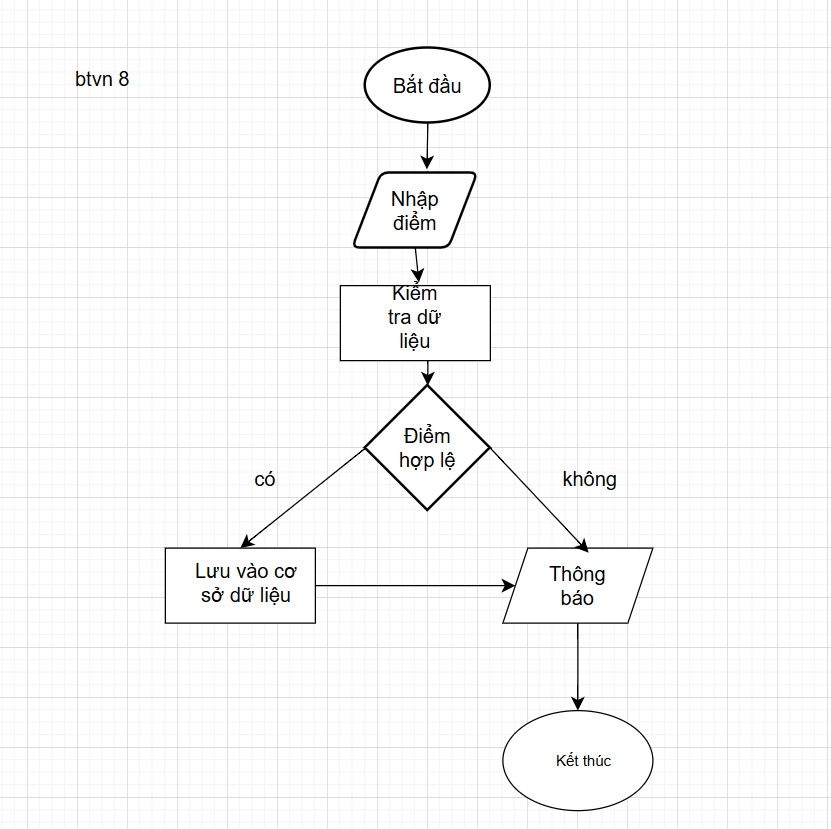 btvn 8
Bắt đầu
Nhập
điểm
Kiểm
tra dữ
liệu
Điểm
hợp lệ
có
không
Lưu vào cơ
sở dữ liệu
Thông
báo
Kết thúc